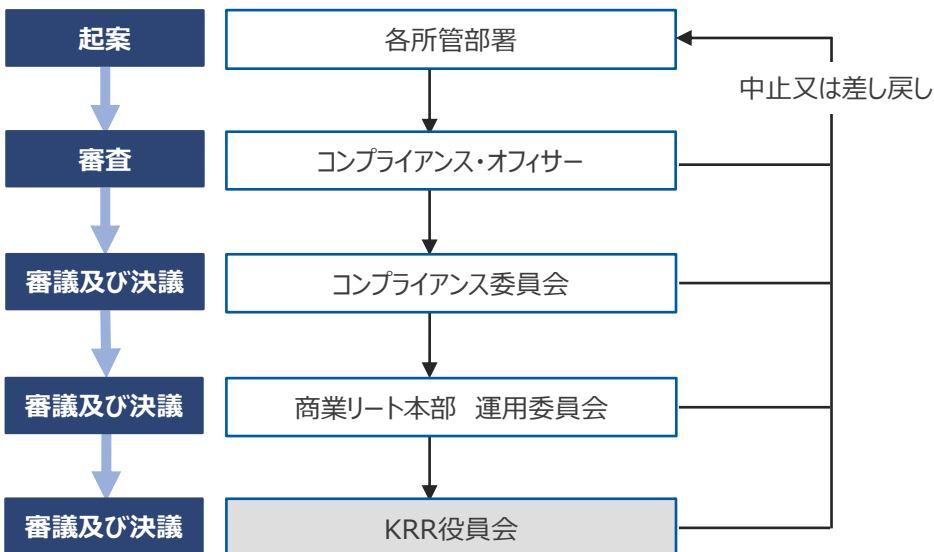 起案
各所管部署
中止又は差し戻し
審査
コンプライアンス・オフィサー
審議及び決議
コンプライアンス委員会
審議及び決議
商業リート本部　運用委員会
審議及び決議
KRR役員会